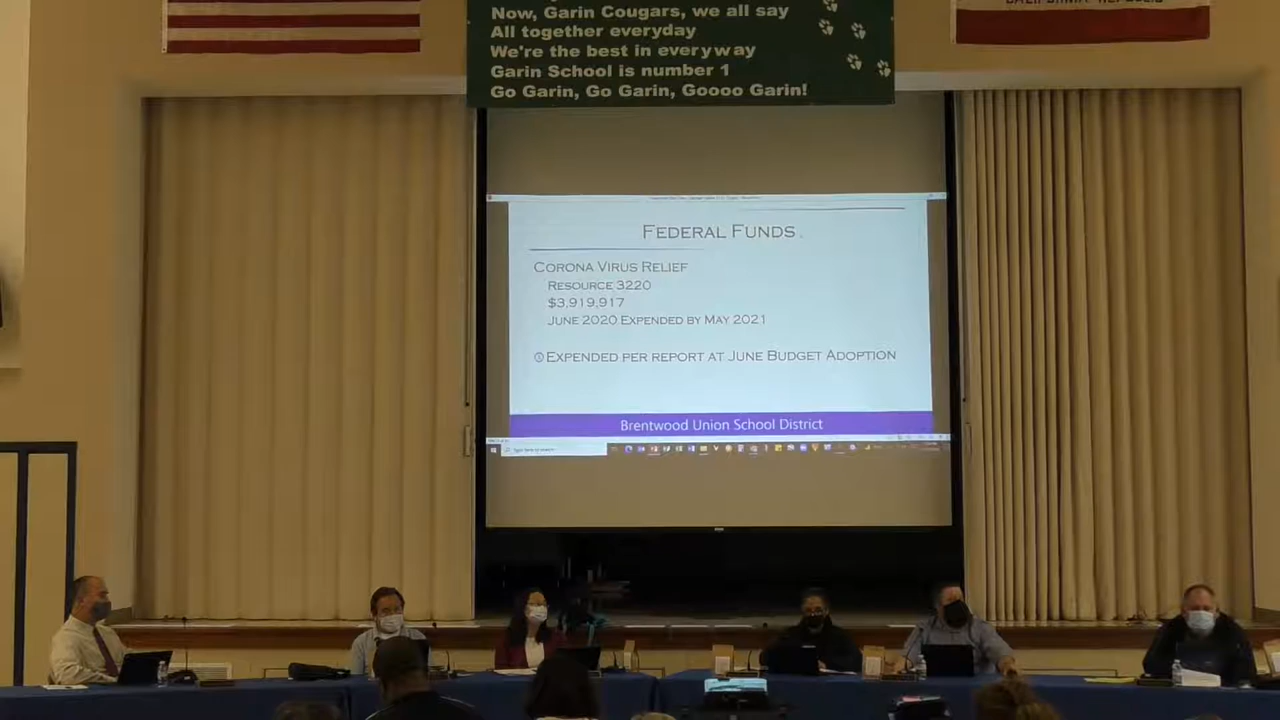 CALIFORNIA REPUBLIC
Now, Garin Cougars, we all say
All together everyday
We're the best in everyway
Garin School is number 1
Go Garin, Go Garin, Goooo Garin!
FEDERAL FUNDS
CORONA VIRUS RELIEF
RESOURCE 3220
$3,919,917
JUNE 2020 EXPENDED BY MAY 2021
EXPENDED PER REPORT AT JUNE BUDGET ADOPTION
Brentwood Union School District